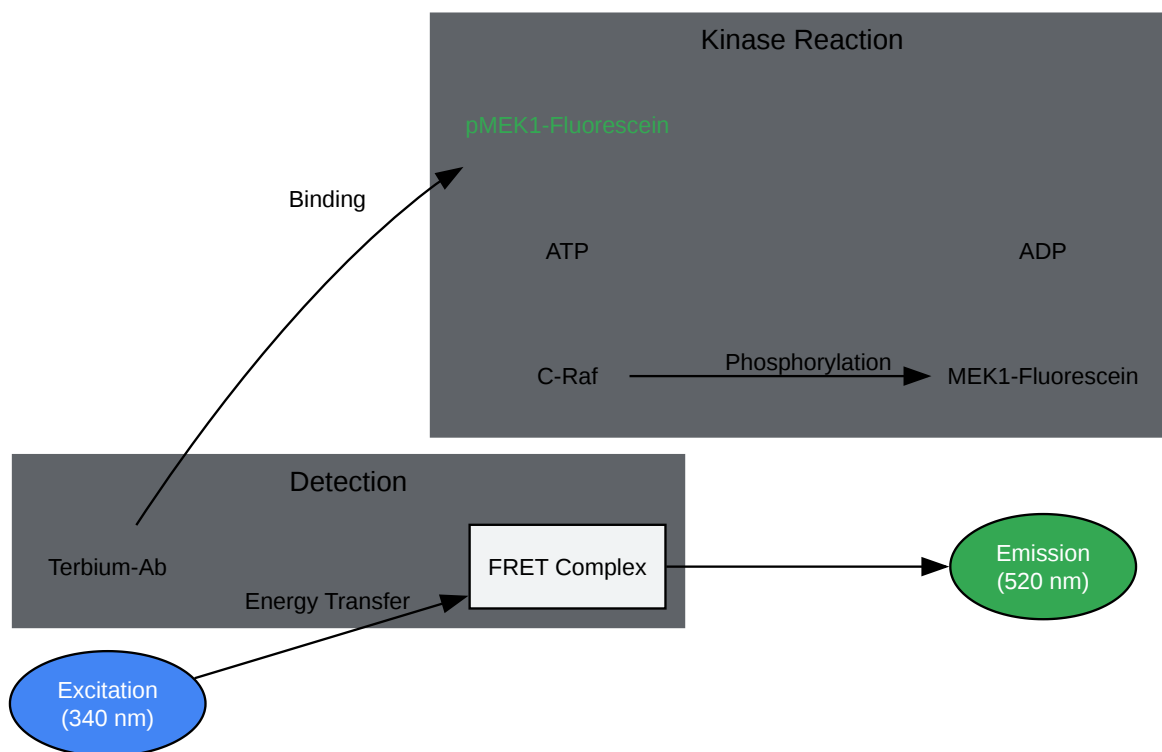 Kinase Reaction
pMEK1-Fluorescein
Binding
ATP
ADP
C-Raf
Phosphorylation
MEK1-Fluorescein
Detection
Terbium-Ab
FRET Complex
Emission
(520 nm)
Energy Transfer
Excitation
(340 nm)